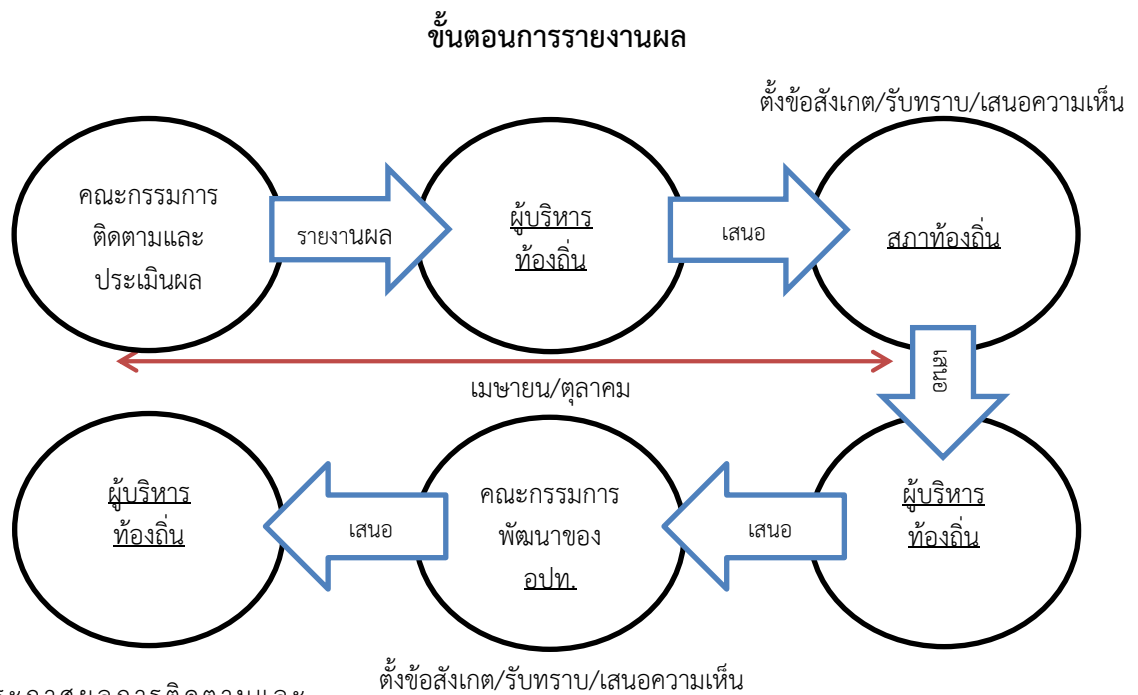 ขั้นตอนการรายงานผล
ตั้งข้อสังเกต/รับทราบ/เสนอความเห็น
คณะกรรมการ
ติดตามและ
ประเมินผล
รายงานผล
ผู้บริหาร
ท้องถิ่น
เสนอ
สภาท้องถิ่น
เสนอ
เมษายน/ตุลาคม
ผู้บริหาร
ท้องถิ่น
เสนอ
คณะกรรมการ
พัฒนาของ
อปท.
เสนอ
ผู้บริหาร
ท้องถิ่น
ตั้งข้อสังเกต/รับทราบ/เสนอความเห็น